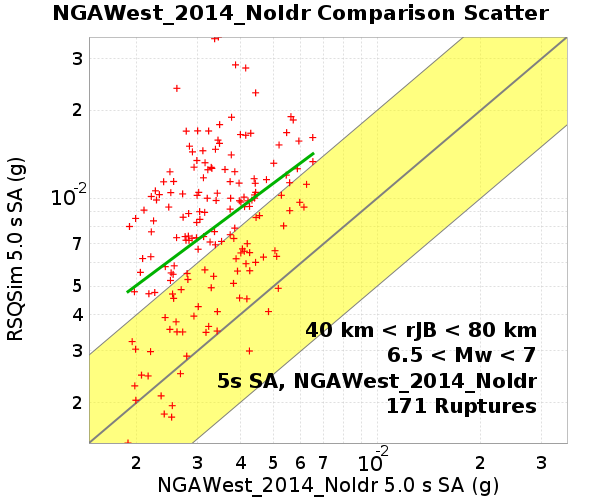 NGAWest_2014_NoIdr Comparison Scatter
RSQSim 5.0 s SA (g)
3
2
10-2
7
5
4
3
2
40 km < rJB < 80 km
6.5 < Mw < 7
5s SA, NGAWest_2014_NoIdr
171 Ruptures
2 3 4 5 6 7 10-2 2 3
NGAWest_2014_NoIdr 5.0 s SA (g)